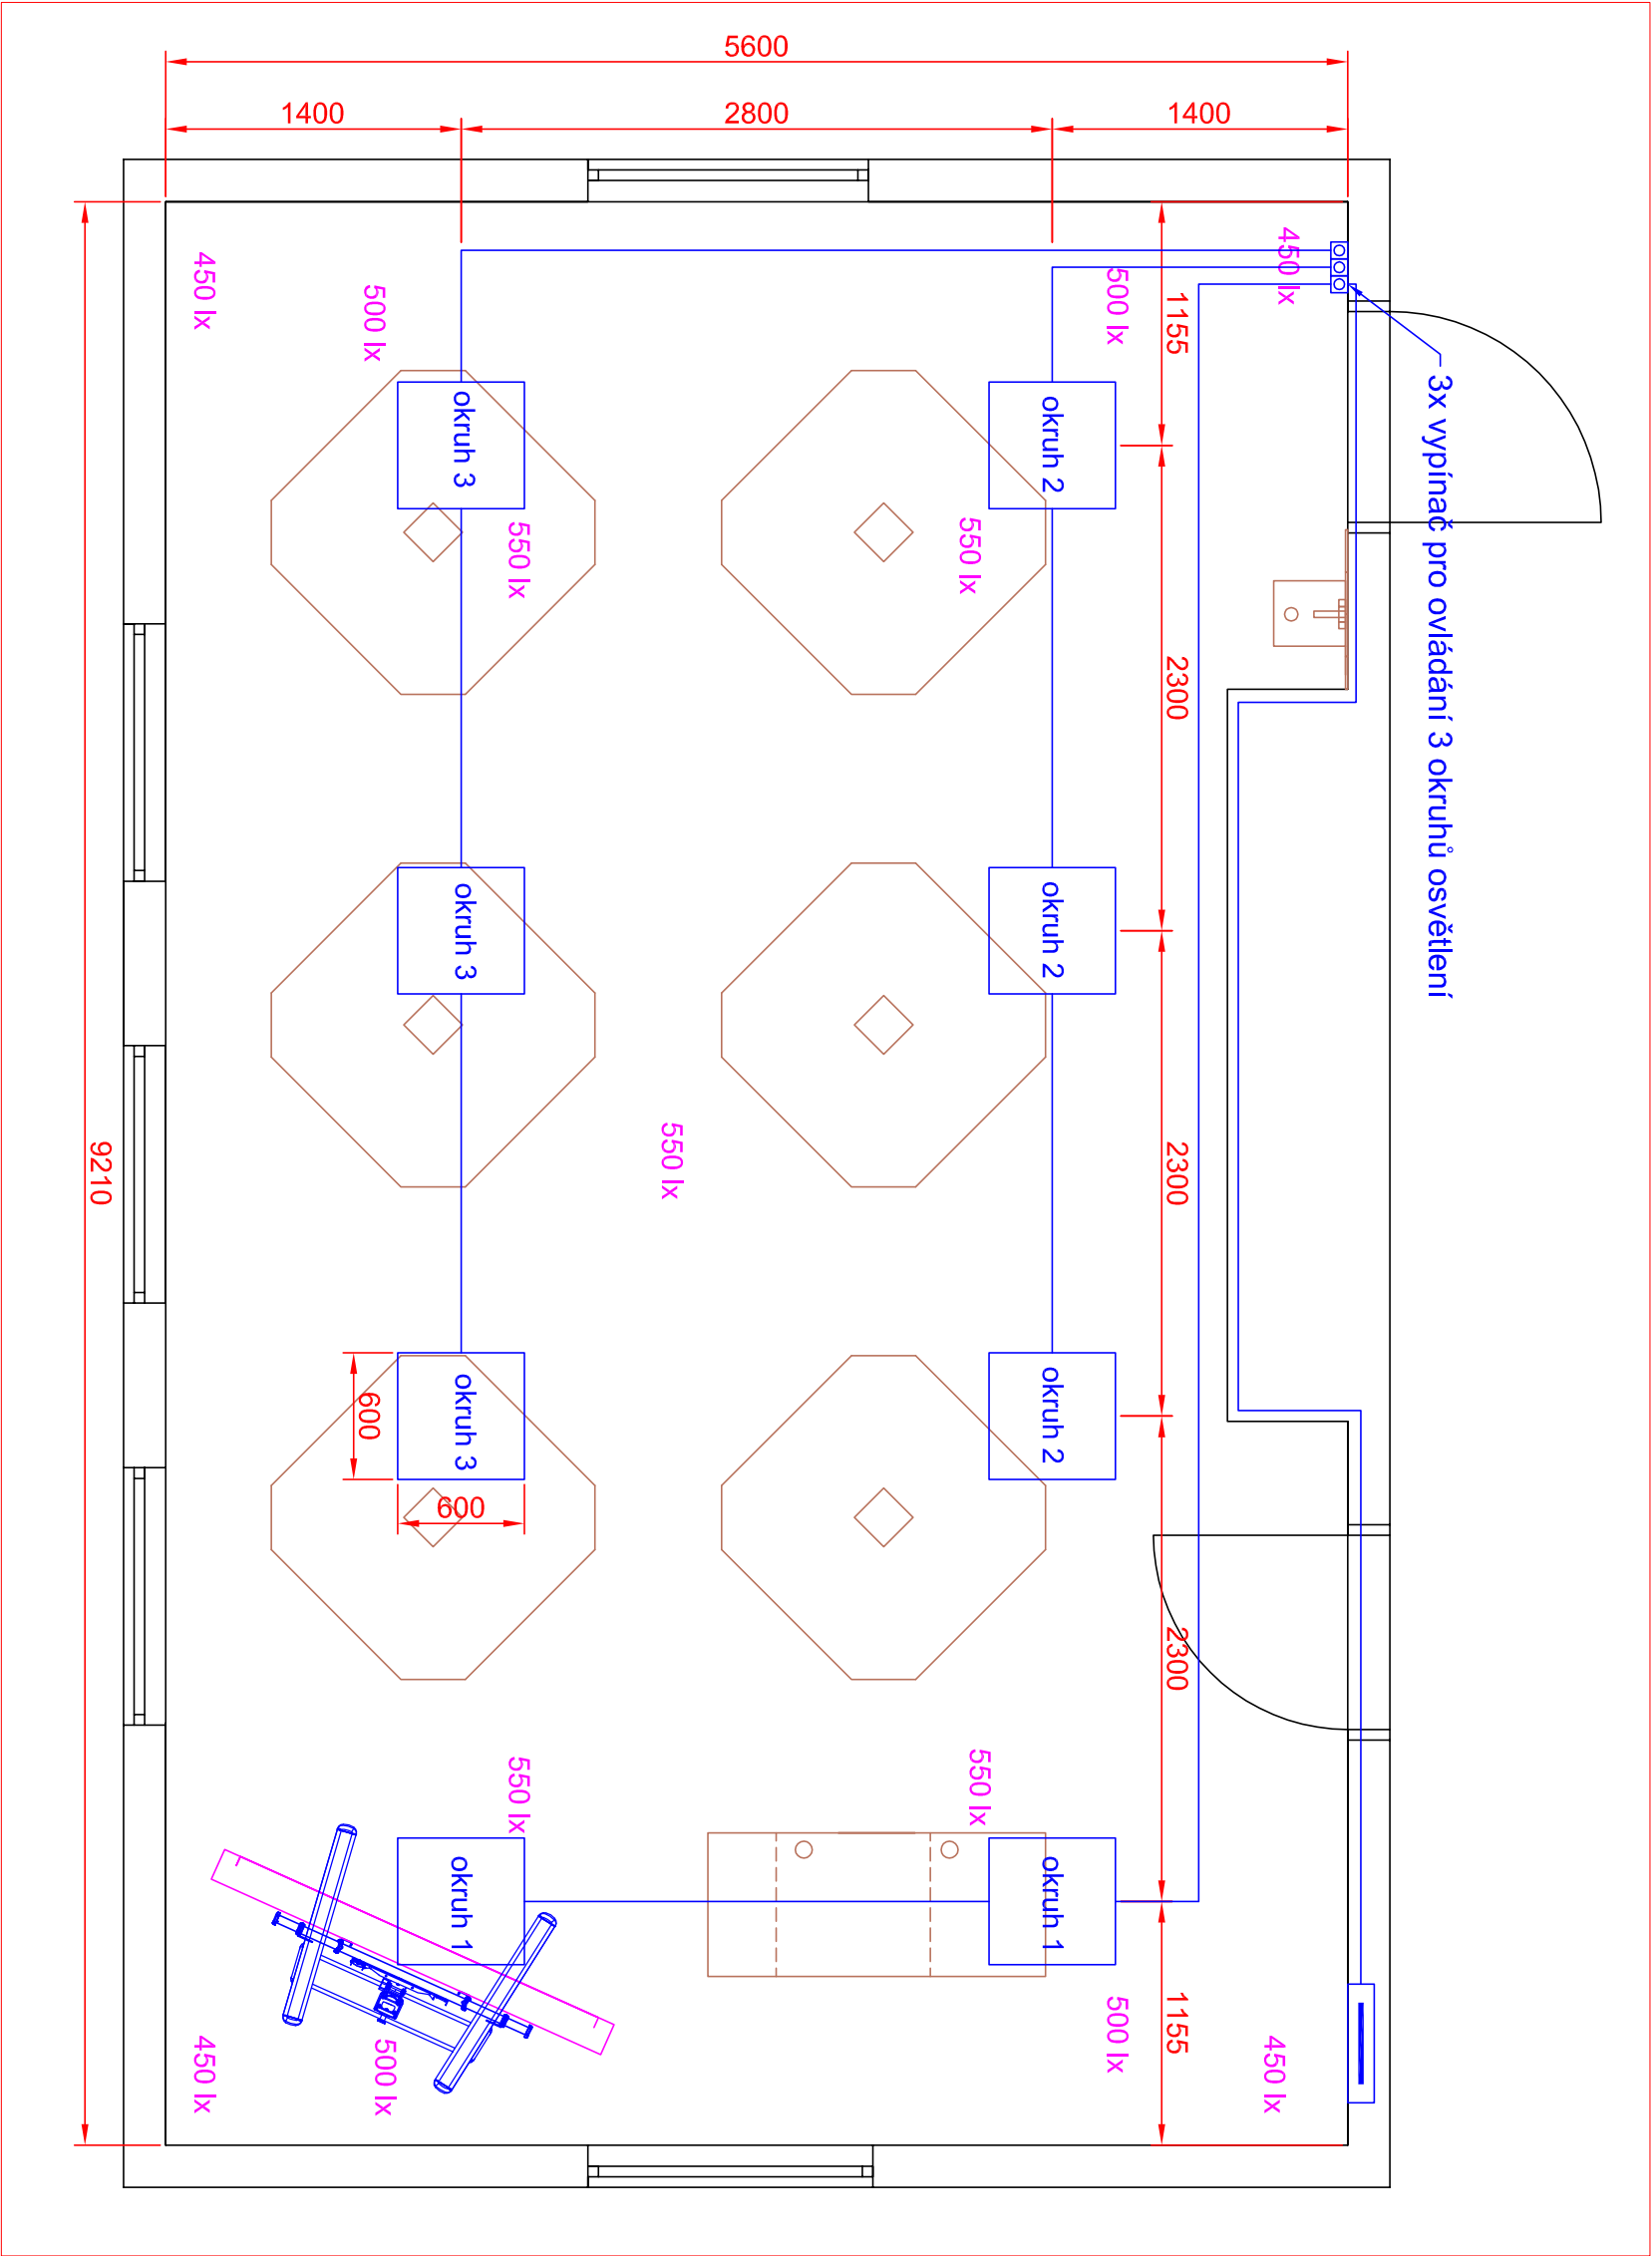 5600
1400
2800
1400
450 lx
500 lx
500 lx
450 lx
1155
3x vypínač pro ovládání 3 okruhů osvětlení
okruh 3
okruh 2
550 lx
550 lx
2300
okruh 3
okruh 2
550 lx
2300
9210
okruh 3
okruh 2
600
600
2300
550 lx
550 lx
okruh 1
okruh 1
1155
450 lx
500 lx
500 lx
450 lx